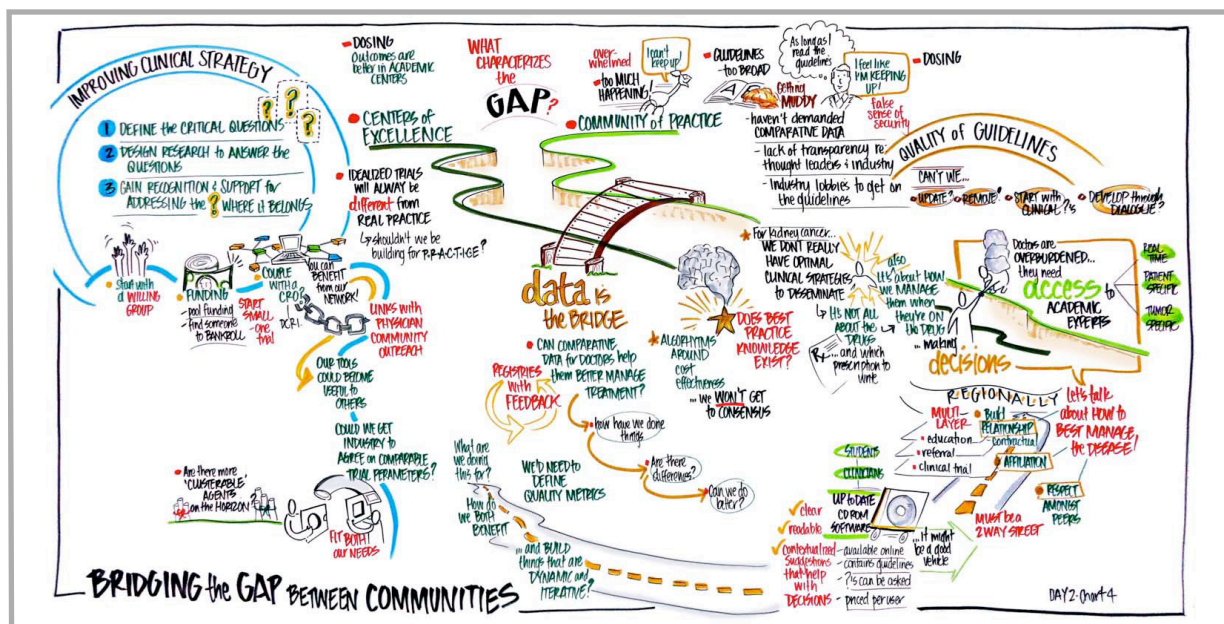 IMPROVING CLINICAL STRATEGY
? ? ?
1 DEFINE the CRITICAL QUESTIONS
2 DESIGN RESEARCH to ANSWER the
QUESTIONS
3 GAIN RECOGNITION & SUPPORT for
ADDRESSING the ? WHERE it BELONGS
start with
a WILLING
GROUP
FUNDING
- pool funding
- find someone
to BANKROLL
COUPLE
WITH a
CRO?
DCRI
START
SMALL
- one
trial
you can
BENEFIT
from our
NETWORK!
LINKS with
PHYSICIAN
COMMUNITY
OUTREACH
OUR TOOLS
COULD BECOME
USEFUL to
OTHERS
COULD WE GET
INDUSTRY TO
AGREE ON COMPARABLE
TRIAL PERAMETERS?
Are there more
"CLUSTERABLE"
AGENTS
on the HORIZON?
FIT BOTH
our NEEDS
BRIDGING the GAP BETWEEN COMMUNITIES
DOSING
outcomes are
better in ACADEMIC
CENTERS
CENTERS of
EXCELLENCE
IDEALIZED TRIALS
will ALWAY be
different from
REAL PRACTICE
↳ shouldn't we be
building for P.R.A.C.T.I.C.E?
WHAT
CHARACTERIZES
the
GAP?
over-
whelmed
TOO MUCH
HAPPENING!
I can't
keep up!
COMMUNITY of PRACTICE
GUIDELINES
- too BROAD
Getting
MUDDY
As long as I
read the
guidelines
I feel like
I'M KEEPING
UP!
false
sense of
security
DOSING
- haven't demanded
COMPARATIVE DATA
- lack of transparency re:
thought leaders & industry
- Industry lobbies to get on
the guidelines
QUALITY of GUIDELINES
CAN'T WE...
UPDATE? REMOVE? START with
CLINICAL ?'s DEVELOP through
DIALOGUE?
data is
the BRIDGE
CAN COMPARATIVE
DATA for DOCTORS HELP
them BETTER MANAGE
TREATMENT?
REGISTRIES
with
FEEDBACK
how have we done
things
Are there
differences?
Can we do
better?
WE'D NEED to
DEFINE
QUALITY METRICS
What are
we doing
this for?
How do
we BOTH
BENEFIT
... and BUILD
things that are
DYNAMIC and
ITERATIVE?
For kidney cancer...
WE DON'T REALLY
HAVE OPTIMAL
CLINICAL STRATEGIES
to DISSEMINATE
DOES BEST
PRACTICE
KNOWLEDGE
EXIST?
ALGORYTHMS
AROUND
cost
effectiveness
... we WON'T GET
to CONSENSUS
↳ It's NOT ALL
ABOUT the
DRUGS
Rx ... and which
prescription to
write
also
it's about HOW
we MANAGE
them when
they're ON
the DRUGS
Doctors are
OVERBURDENED...
they need
access to
ACADEMIC
EXPERTS
REAL
TIME
PATIENT
SPECIFIC
TUMOR
SPECIFIC
... making
decisions
REGIONALLY
MULTI-
LAYER
education
referral
clinical trial
Build
RELATIONSHIP
contractual
AFFILIATION
RESPECT
AMONGST
PEERS
MUST be a
2 WAY STREET
Let's talk
about HOW to
BEST MANAGE
the DISEASE!
STUDENTS
CLINICIANS
UP to DATE
CD ROM
SOFTWARE
✓ clear
✓ readable
✓ contextualized
suggestions
that help
with
DECISIONS
- available online
- contains guidelines
- ?'s can be asked
- priced per user
... it might
be a good
vehicle
DAY 2: Chart 4